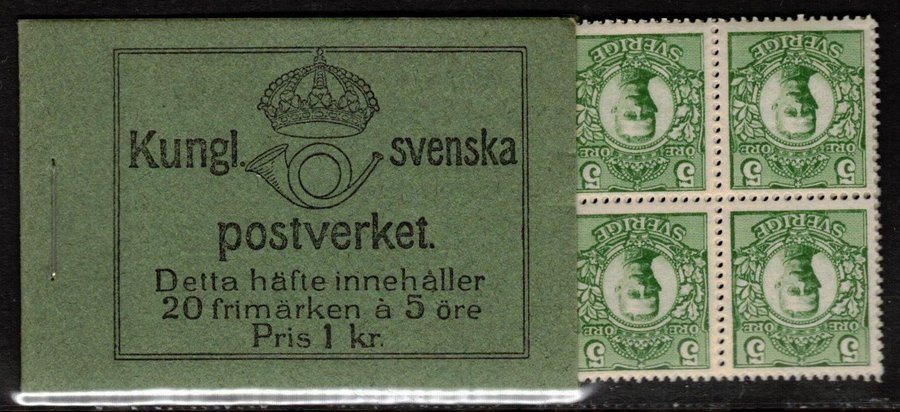 Kungl. svenska
postverket.
Detta häfte innehåller
20 frimärken à 5 öre
Pris 1 kr.
SVERIGE
ÖRE
5
SVERIGE
ÖRE
5
SVERIGE
ÖRE
5
SVERIGE
ÖRE
5